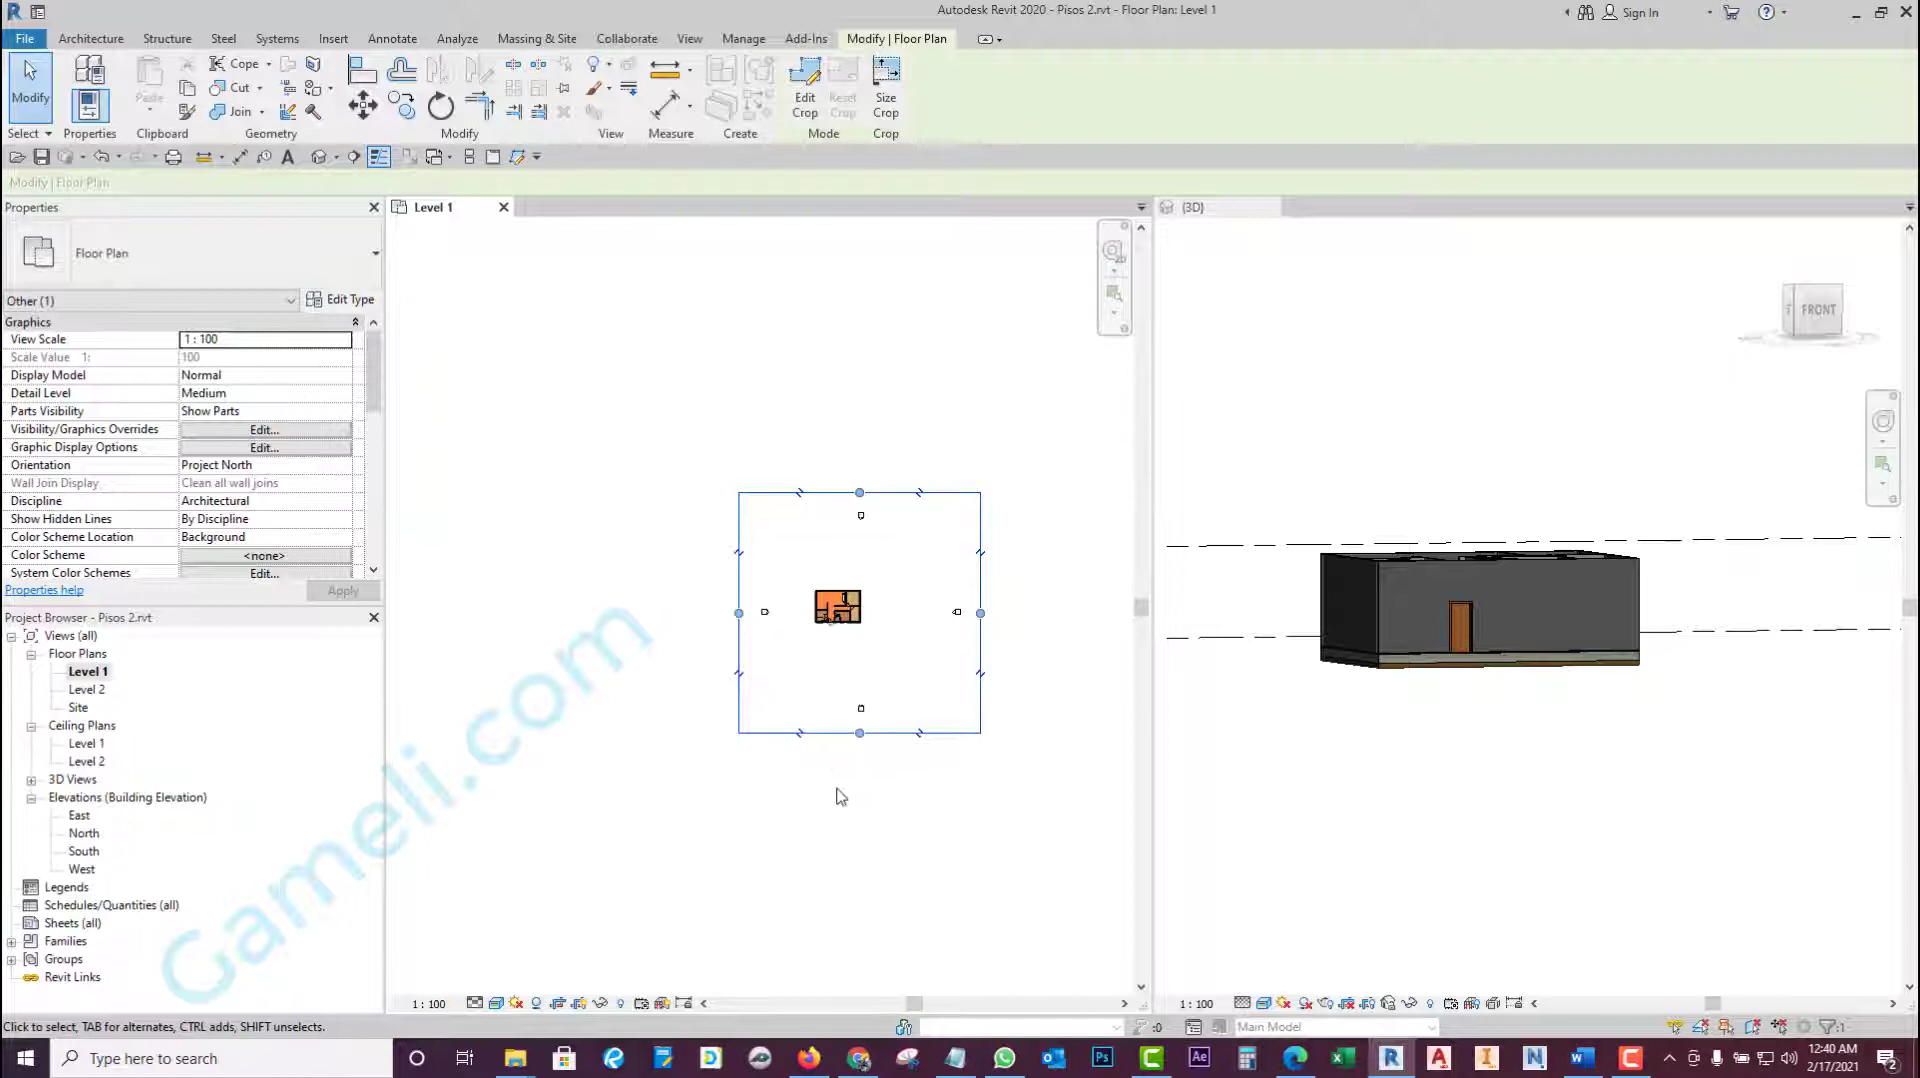 Autodesk Revit 2020 - Pisos 2.rvt - Floor Plan: Level 1
Sign In
File Architecture Structure Steel Systems Insert Annotate Analyze Massing & Site Collaborate View Manage Add-Ins Modify | Floor Plan
Modify
Paste
Cope
Cut
Join
Edit Crop
Reset Crop
Size Crop
Select Properties Clipboard Geometry Modify View Measure Create Mode Crop
Modify | Floor Plan
Properties
Floor Plan
Other (1)
Edit Type
Graphics
View Scale 1 : 100
Scale Value 1: 100
Display Model Normal
Detail Level Medium
Parts Visibility Show Parts
Visibility/Graphics Overrides Edit...
Graphic Display Options Edit...
Orientation Project North
Wall Join Display Clean all wall joins
Discipline Architectural
Show Hidden Lines By Discipline
Color Scheme Location Background
Color Scheme <none>
System Color Schemes Edit...
Properties help
Apply
Project Browser - Pisos 2.rvt
Views (all)
Floor Plans
Level 1
Level 2
Site
Ceiling Plans
Level 1
Level 2
3D Views
Elevations (Building Elevation)
East
North
South
West
Legends
Schedules/Quantities (all)
Sheets (all)
Families
Groups
Revit Links
Level 1
{3D}
FRONT
Gameli.com
1 : 100
1 : 100
Click to select, TAB for alternates, CTRL adds, SHIFT unselects.
:0
Main Model
:1
Type here to search
12:40 AM
2/17/2021